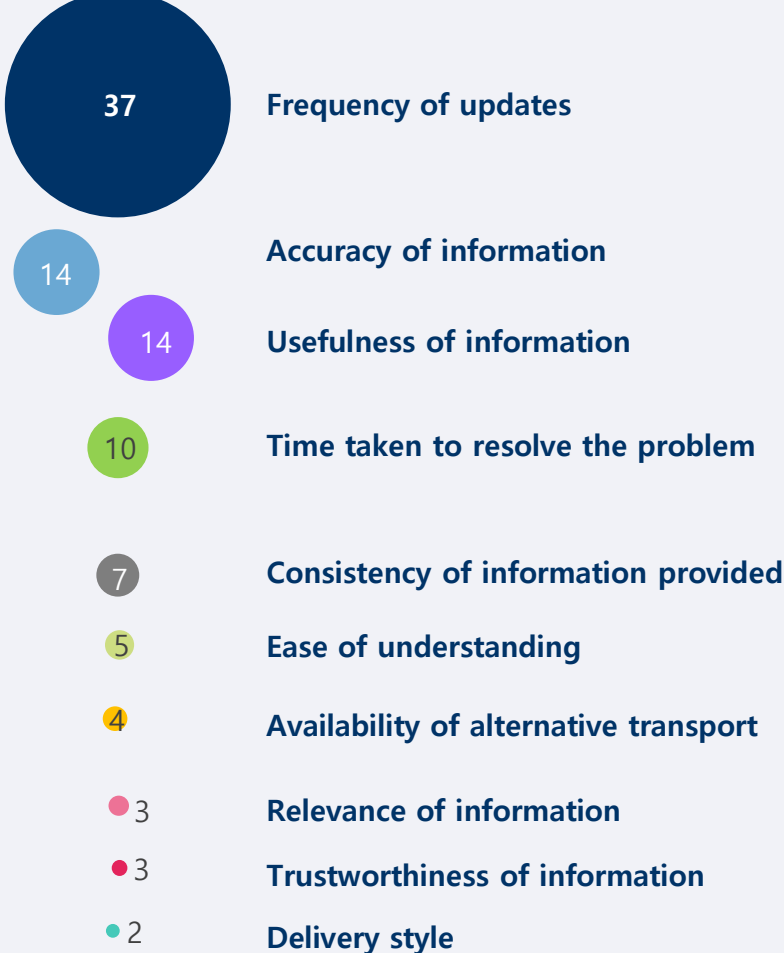 37 Frequency of updates
14 Accuracy of information
14 Usefulness of information
10 Time taken to resolve the problem
7 Consistency of information provided
5 Ease of understanding
4 Availability of alternative transport
3 Relevance of information
3 Trustworthiness of information
2 Delivery style